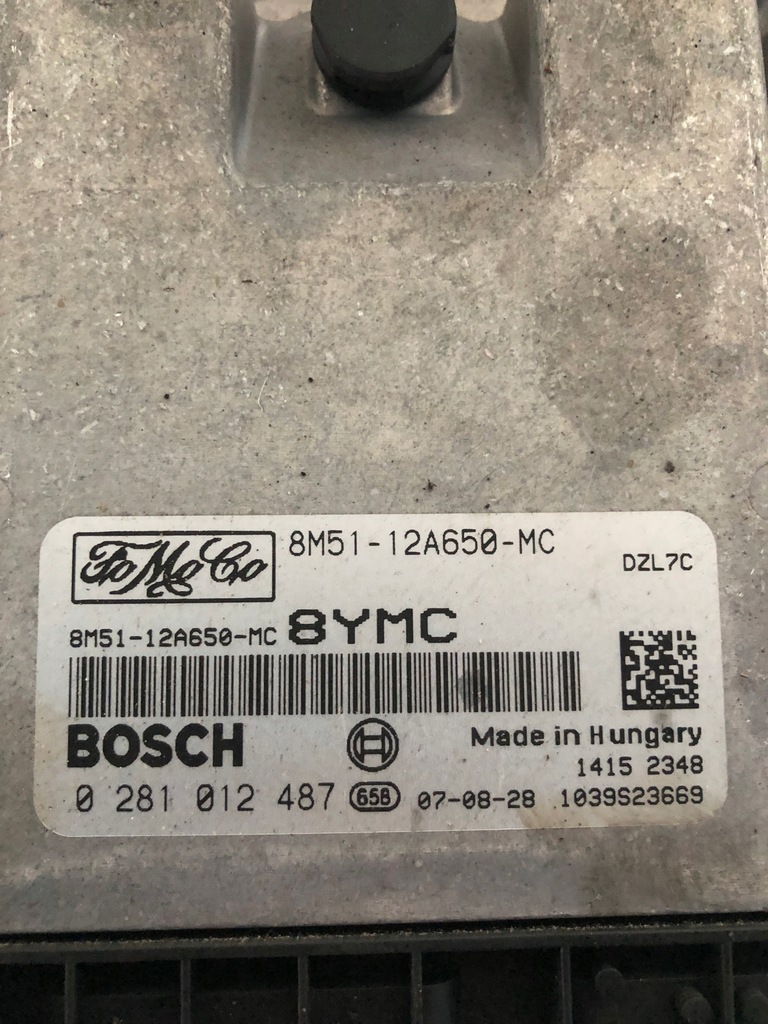 FoMoCo 8M51-12A650-MC
DZL7C
8M51-12A650-MC 8YMC
BOSCH
Made in Hungary
1415 2348
0 281 012 487 658 07-08-28 1039S23669